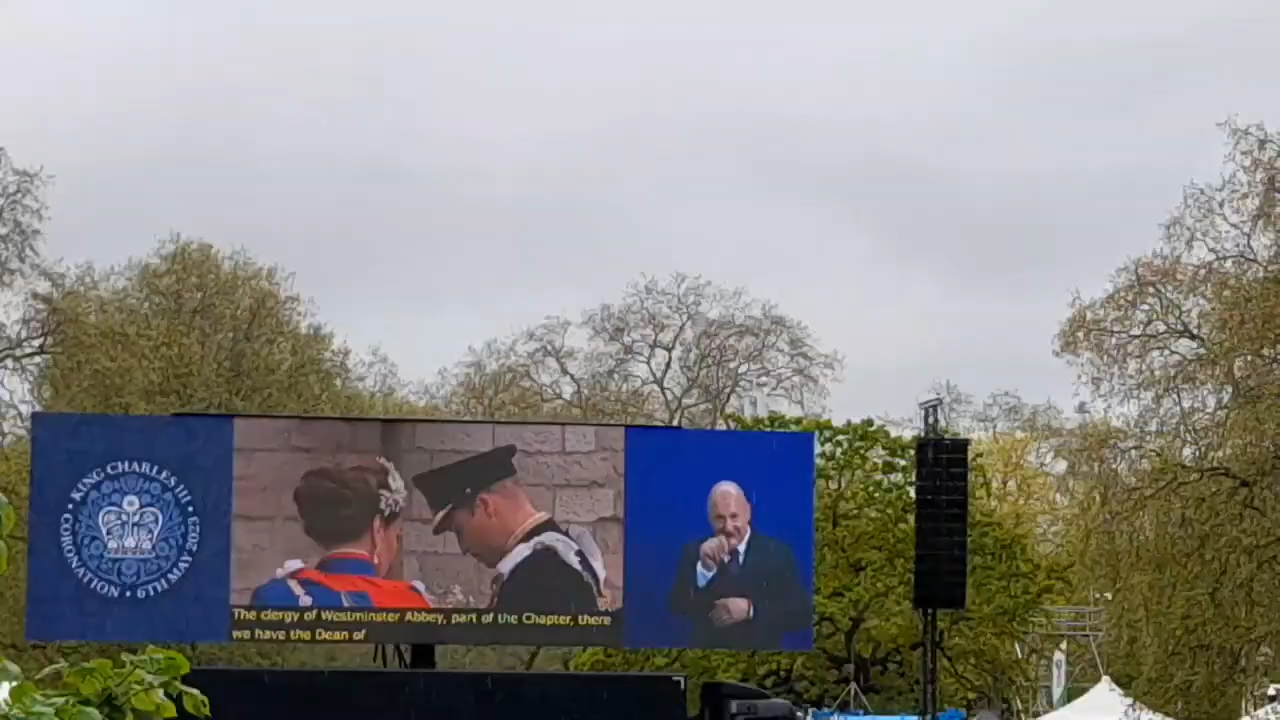 KING CHARLES III
CORONATION • 6TH MAY 2023
The clergy of Westminster Abbey, part of the Chapter, there
we have the Dean of